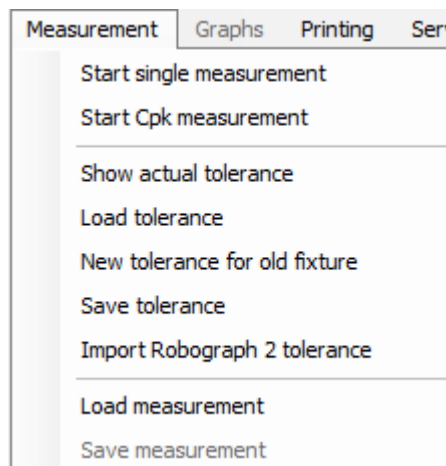 Measurement Graphs Printing Ser
Start single measurement
Start Cpk measurement
Show actual tolerance
Load tolerance
New tolerance for old fixture
Save tolerance
Import Robograph 2 tolerance
Load measurement
Save measurement